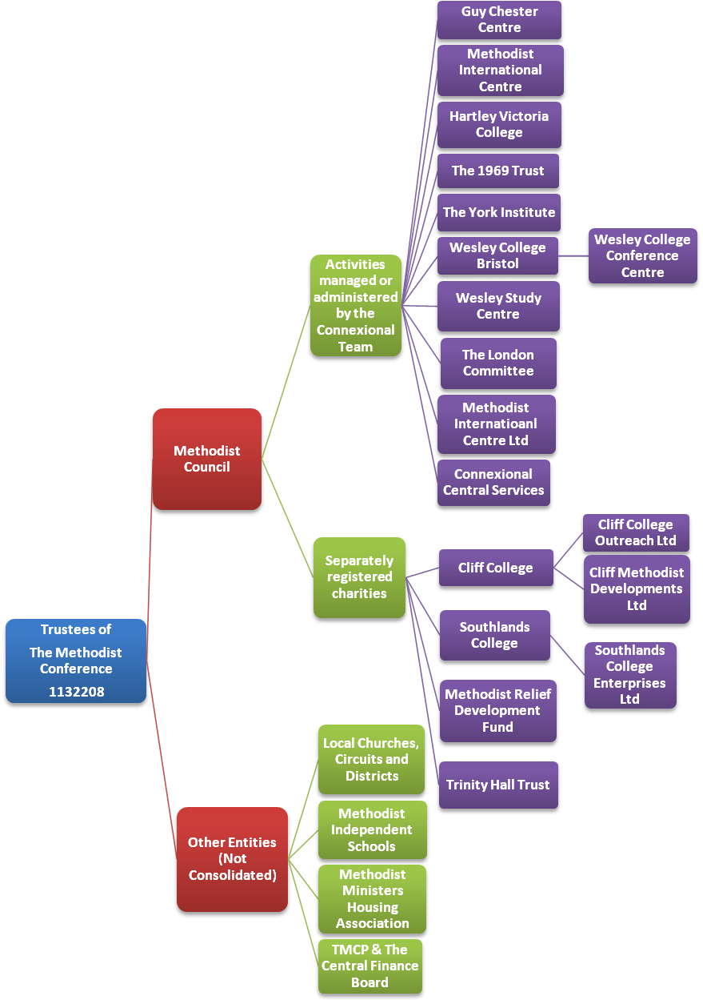 Trustees of
The Methodist
Conference
1132208
Methodist
Council
Activities
managed or
administered
by the
Connexional
Team
Guy Chester
Centre
Methodist
International
Centre
Hartley Victoria
College
The 1969 Trust
The York Institute
Wesley College
Bristol
Wesley College
Conference
Centre
Wesley Study
Centre
The London
Committee
Methodist
Internatioanl
Centre Ltd
Connexional
Central Services
Separately
registered
charities
Cliff College
Cliff College
Outreach Ltd
Cliff Methodist
Developments
Ltd
Southlands
College
Southlands
College
Enterprises
Ltd
Methodist Relief
Development
Fund
Trinity Hall Trust
Other Entities
(Not
Consolidated)
Local Churches,
Circuits and
Districts
Methodist
Independent
Schools
Methodist
Ministers
Housing
Association
TMCP & The
Central Finance
Board